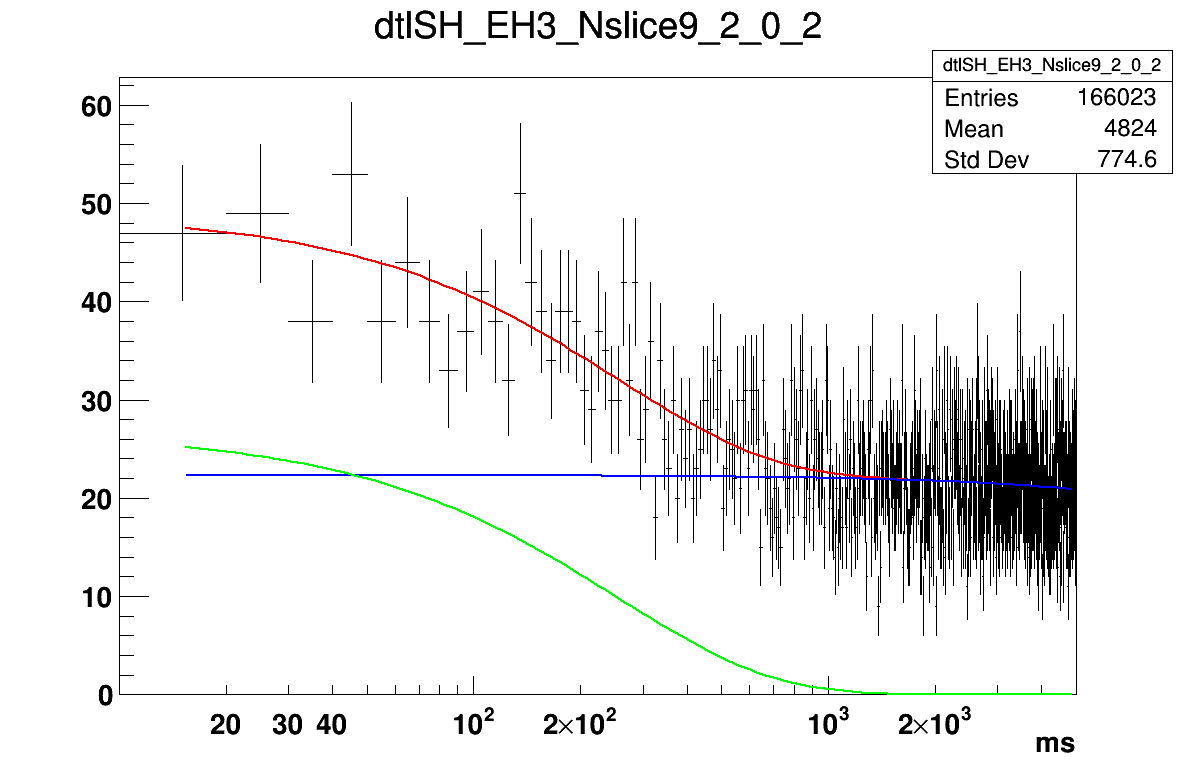 dtlSH_EH3_Nslice9_2_0_2
dtlSH_EH3_Nslice9_2_0_2
Entries 166023
Mean 4824
Std Dev 774.6
60
50
40
30
20
10
0
20 30 40 10² 2×10² 10³ 2×10³
ms